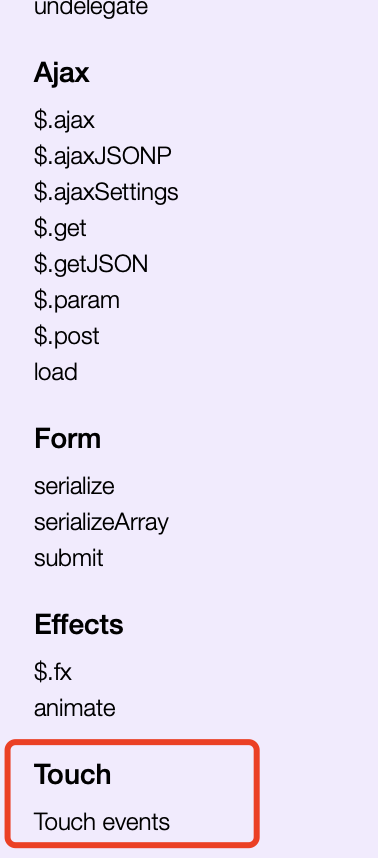 undelegate
Ajax
$.ajax
$.ajaxJSONP
$.ajaxSettings
$.get
$.getJSON
$.param
$.post
load
Form
serialize
serializeArray
submit
Effects
$.fx
animate
Touch
Touch events